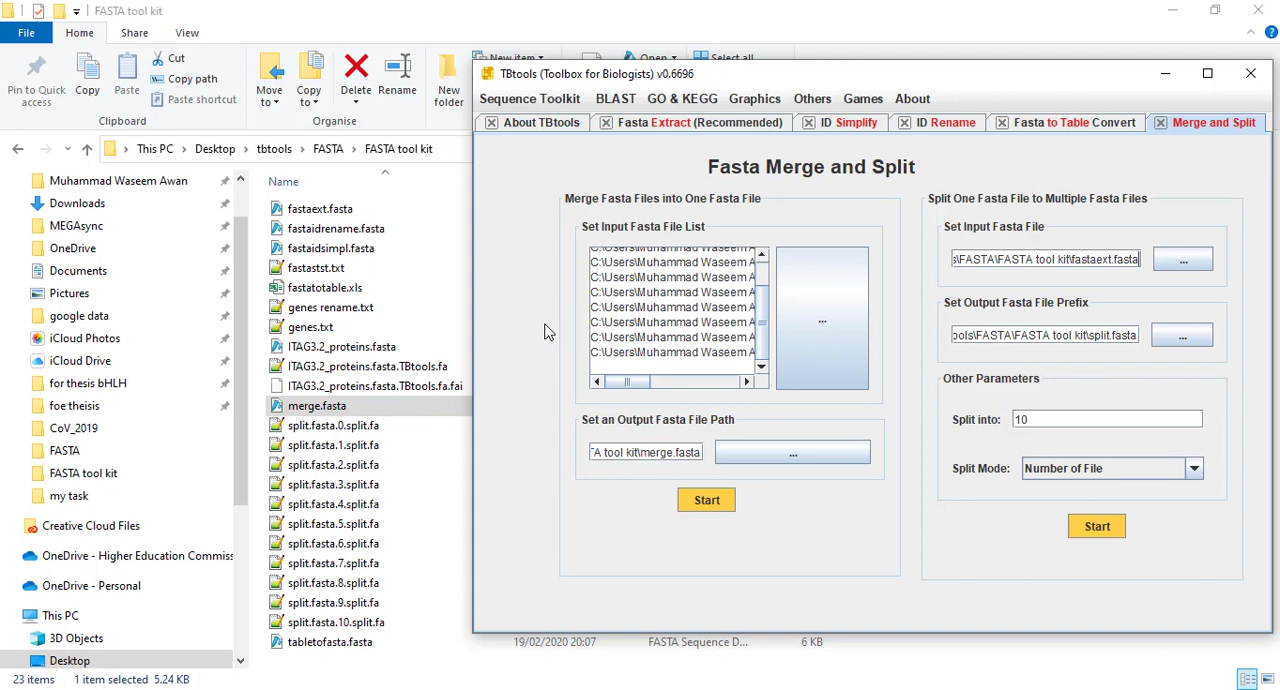 FASTA tool kit
File Home Share View
Pin to Quick access
Copy
Paste
Cut
Copy path
Paste shortcut
Clipboard
Move to
Copy to
Delete
Rename
Organise
New folder
New item
Open
Select all
This PC > Desktop > tbtools > FASTA > FASTA tool kit
Muhammad Waseem Awan
Downloads
MEGAsync
OneDrive
Documents
Pictures
google data
iCloud Photos
iCloud Drive
for thesis bHLH
foe theisis
CoV_2019
FASTA
FASTA tool kit
my task
Creative Cloud Files
OneDrive - Higher Education Commiss
OneDrive - Personal
This PC
3D Objects
Desktop
Name
fastaext.fasta
fastaidrename.fasta
fastaidsimpl.fasta
fastastst.txt
fastatotable.xls
genes rename.txt
genes.txt
ITAG3.2_proteins.fasta
ITAG3.2_proteins.fasta.TBtools.fa
ITAG3.2_proteins.fasta.TBtools.fa.fai
merge.fasta
split.fasta.0.split.fa
split.fasta.1.split.fa
split.fasta.2.split.fa
split.fasta.3.split.fa
split.fasta.4.split.fa
split.fasta.5.split.fa
split.fasta.6.split.fa
split.fasta.7.split.fa
split.fasta.8.split.fa
split.fasta.9.split.fa
split.fasta.10.split.fa
tabletofasta.fasta
19/02/2020 20:07 FASTA Sequence D... 6 KB
23 items 1 item selected 5.24 KB
TBtools (Toolbox for Biologists) v0.6696
Sequence Toolkit BLAST GO & KEGG Graphics Others Games About
About TBtools Fasta Extract (Recommended) ID Simplify ID Rename Fasta to Table Convert Merge and Split
Fasta Merge and Split
Merge Fasta Files into One Fasta File
Set Input Fasta File List
C:\Users\Muhammad Waseem A
C:\Users\Muhammad Waseem A
C:\Users\Muhammad Waseem A
C:\Users\Muhammad Waseem A
C:\Users\Muhammad Waseem A
C:\Users\Muhammad Waseem A
C:\Users\Muhammad Waseem A
C:\Users\Muhammad Waseem A
...
Set an Output Fasta File Path
TA tool kit\merge.fasta
...
Start
Split One Fasta File to Multiple Fasta Files
Set Input Fasta File
s\FASTA\FASTA tool kit\fastaext.fasta
...
Set Output Fasta File Prefix
ools\FASTA\FASTA tool kit\split.fasta
...
Other Parameters
Split into: 10
Split Mode: Number of File
Start